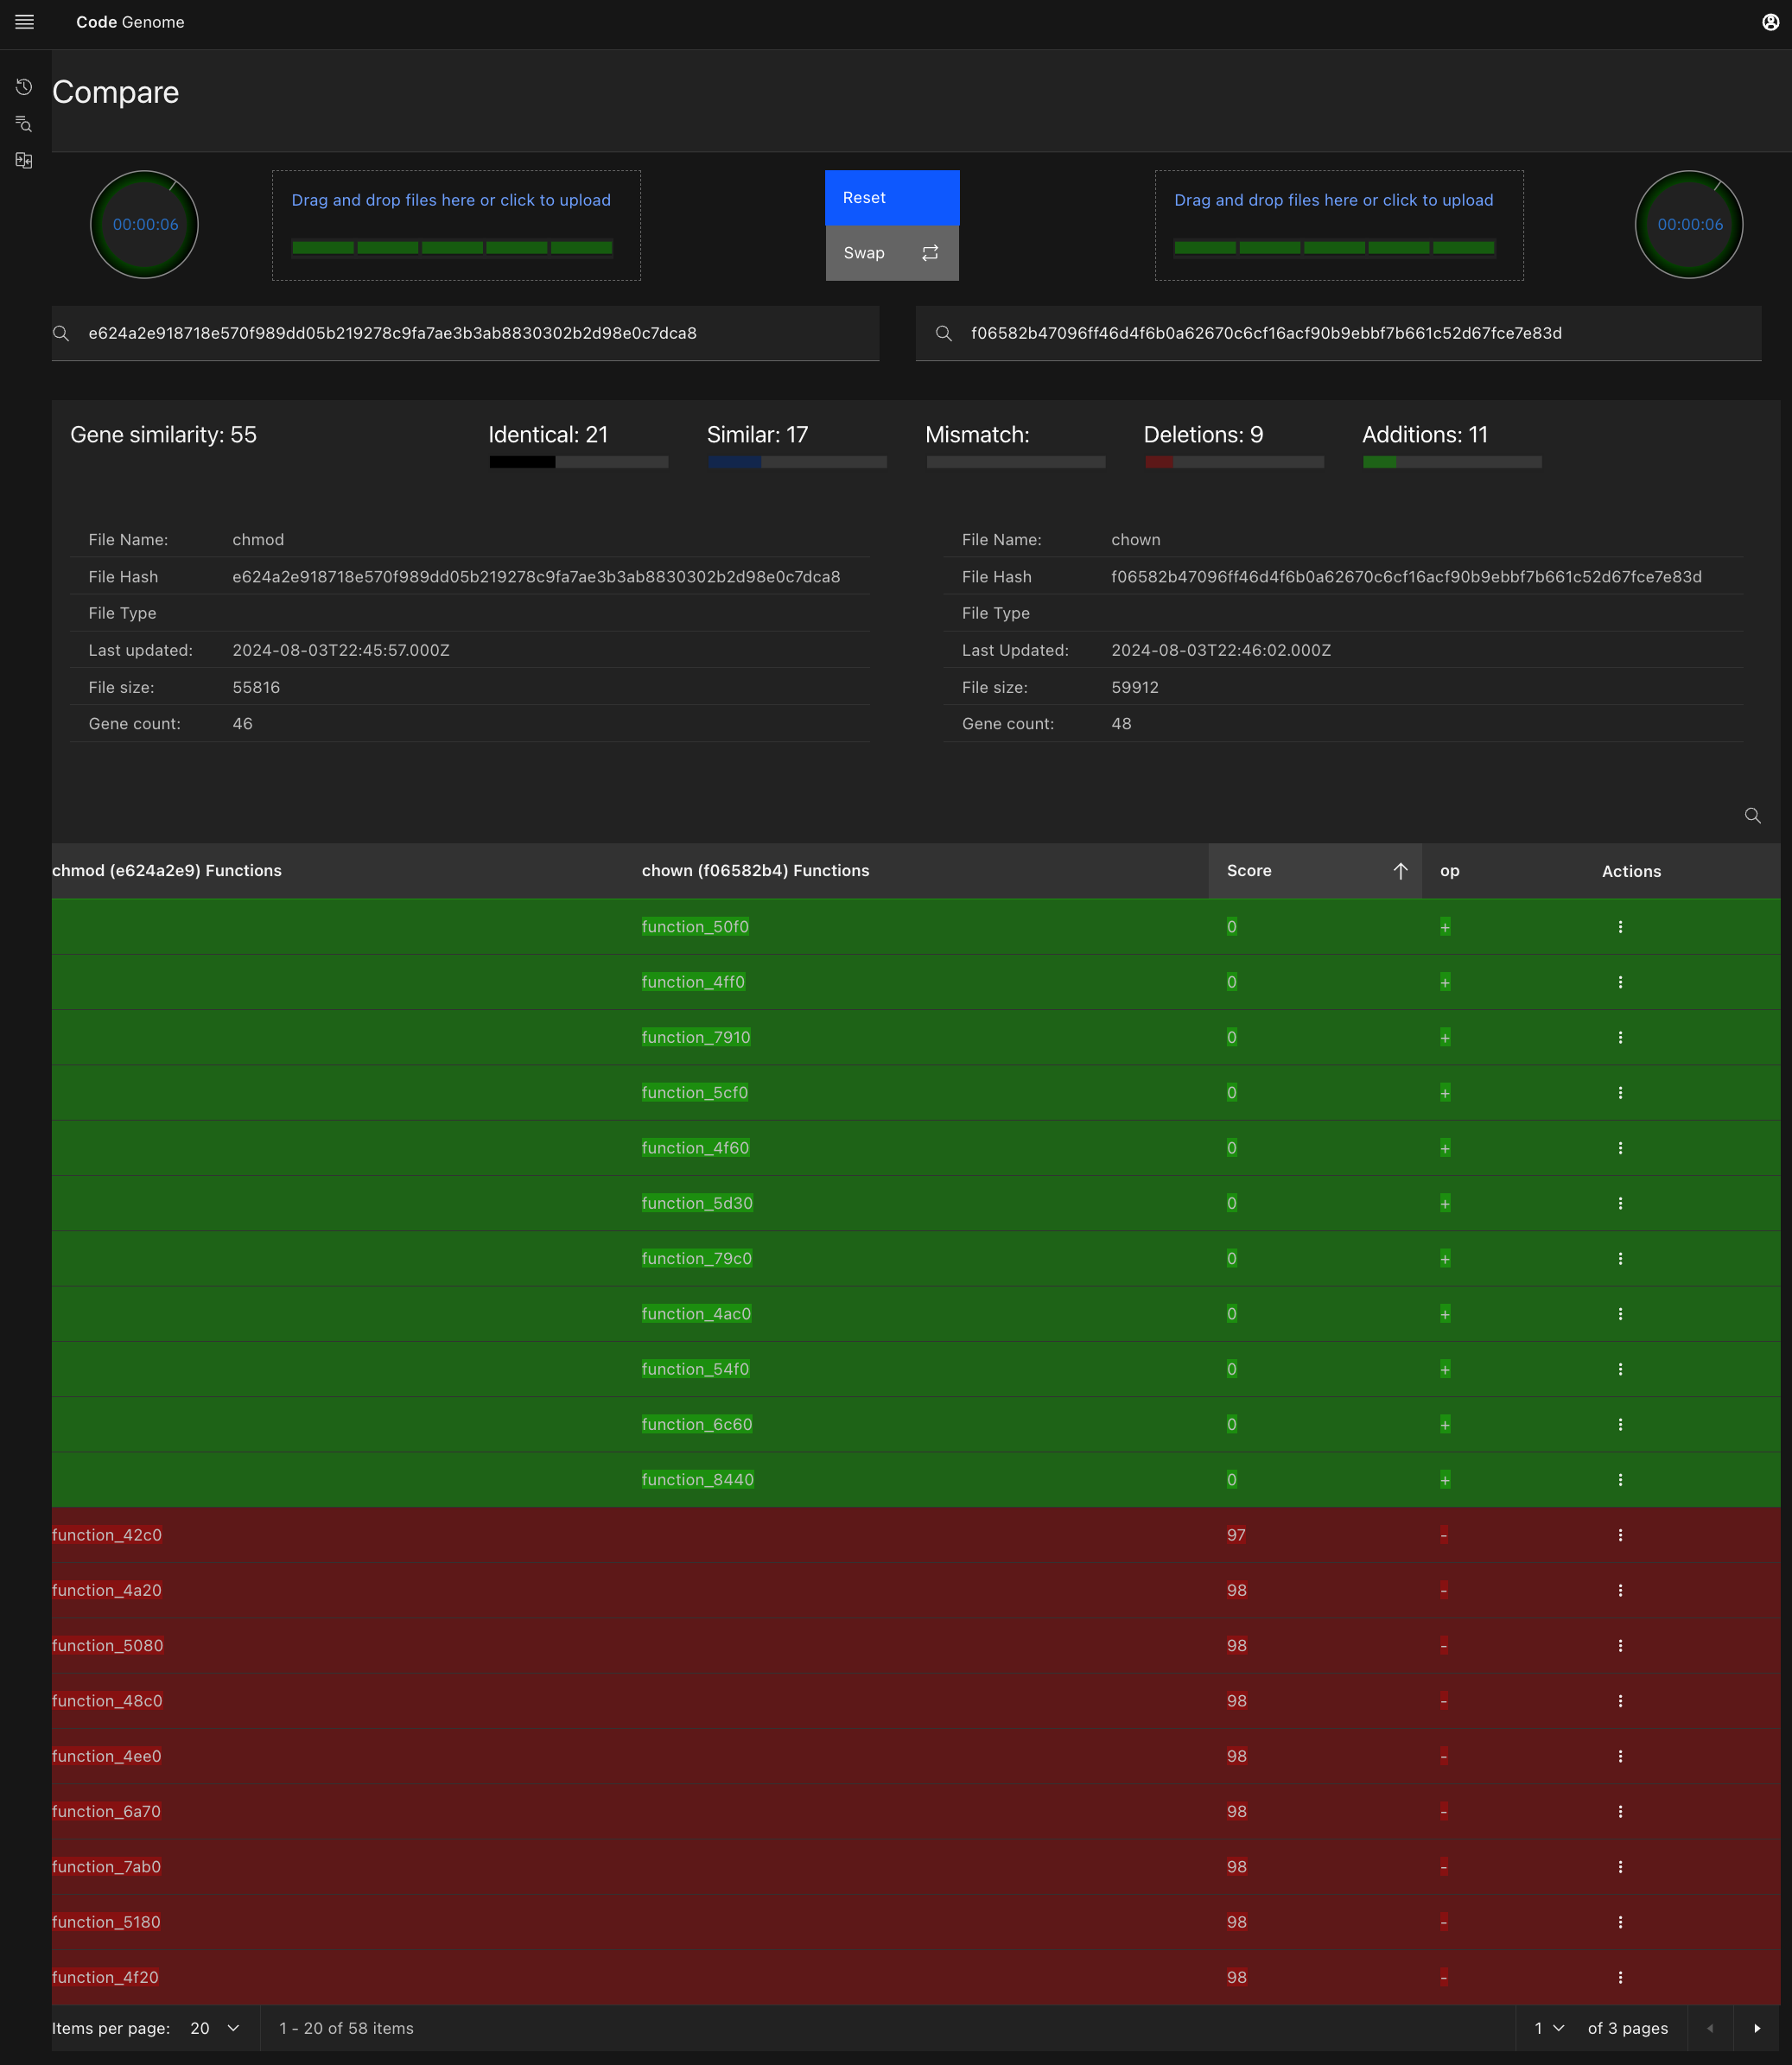 Code Genome
Compare
00:00:06
Drag and drop files here or click to upload
Reset
Swap
Drag and drop files here or click to upload
00:00:06
e624a2e918718e570f989dd05b219278c9fa7ae3b3ab8830302b2d98e0c7dca8
f06582b47096ff46d4f6b0a62670c6cf16acf90b9ebbf7b661c52d67fce7e83d
Gene similarity: 55
Identical: 21
Similar: 17
Mismatch:
Deletions: 9
Additions: 11
File Name: chmod
File Hash e624a2e918718e570f989dd05b219278c9fa7ae3b3ab8830302b2d98e0c7dca8
File Type
Last updated: 2024-08-03T22:45:57.000Z
File size: 55816
Gene count: 46
File Name: chown
File Hash f06582b47096ff46d4f6b0a62670c6cf16acf90b9ebbf7b661c52d67fce7e83d
File Type
Last Updated: 2024-08-03T22:46:02.000Z
File size: 59912
Gene count: 48
chmod (e624a2e9) Functions chown (f06582b4) Functions Score op Actions
function_50f0 0 +
function_4ff0 0 +
function_7910 0 +
function_5cf0 0 +
function_4f60 0 +
function_5d30 0 +
function_79c0 0 +
function_4ac0 0 +
function_54f0 0 +
function_6c60 0 +
function_8440 0 +
function_42c0 97 -
function_4a20 98 -
function_5080 98 -
function_48c0 98 -
function_4ee0 98 -
function_6a70 98 -
function_7ab0 98 -
function_5180 98 -
function_4f20 98 -
Items per page: 20 1 - 20 of 58 items 1 of 3 pages